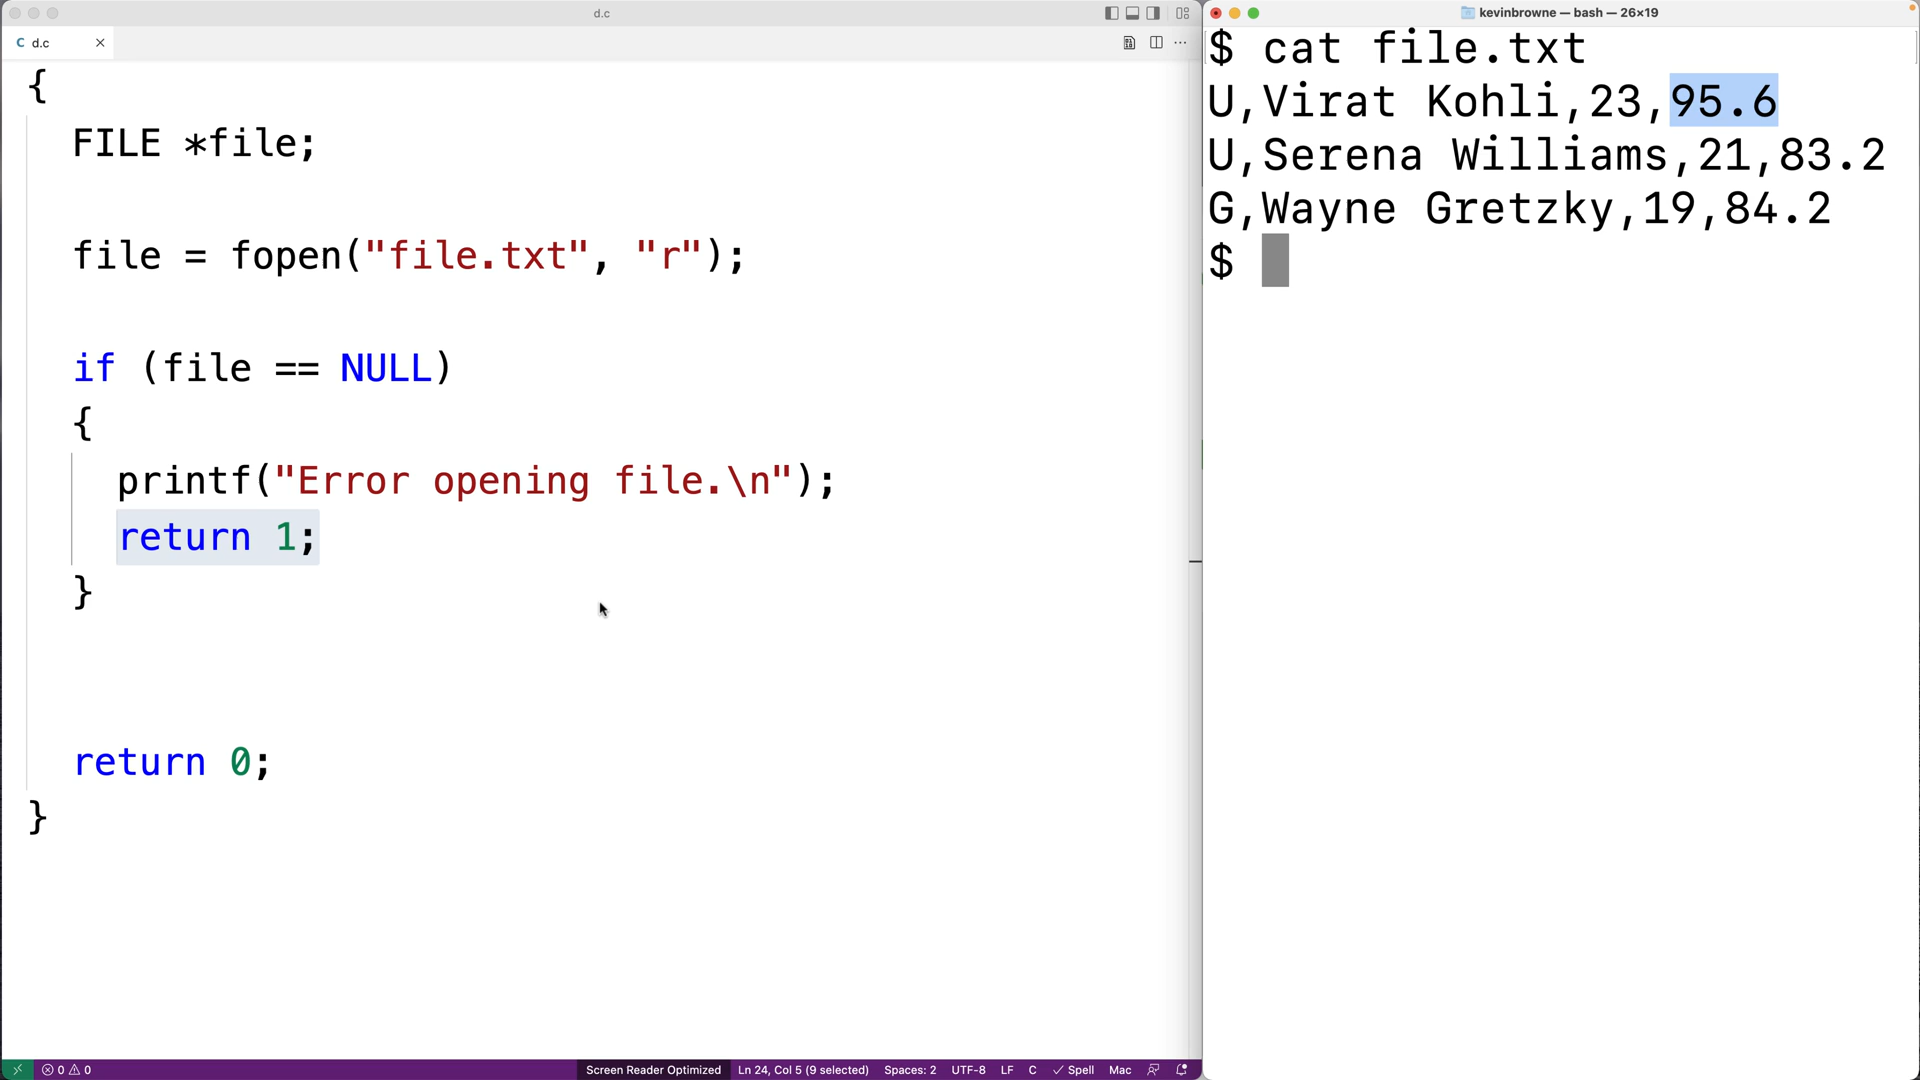 d.c
C d.c
{
FILE *file;
file = fopen("file.txt", "r");
if (file == NULL)
{
printf("Error opening file.\n");
return 1;
}
return 0;
}
0 0
Screen Reader Optimized
Ln 24, Col 5 (9 selected)
Spaces: 2
UTF-8
LF
C
Spell
Mac
kevinbrowne — bash — 26×19
$ cat file.txt
U,Virat Kohli,23,95.6
U,Serena Williams,21,83.2
G,Wayne Gretzky,19,84.2
$